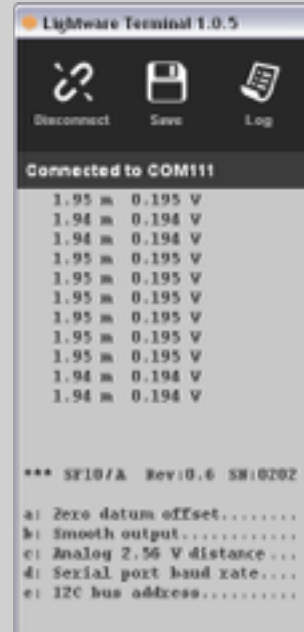 Lightware Terminal 1.0.5
Disconnect Save Log
Connected to COM111
1.95 m 0.195 V
1.94 m 0.194 V
1.94 m 0.194 V
1.95 m 0.195 V
1.95 m 0.195 V
1.95 m 0.195 V
1.95 m 0.195 V
1.95 m 0.195 V
1.95 m 0.195 V
1.94 m 0.194 V
1.94 m 0.194 V
*** SF10/A Rev:0.6 SN:0202
a: Zero datum offset........
b: Smooth output............
c: Analog 2.56 V distance...
d: Serial port baud rate....
e: I2C bus address..........